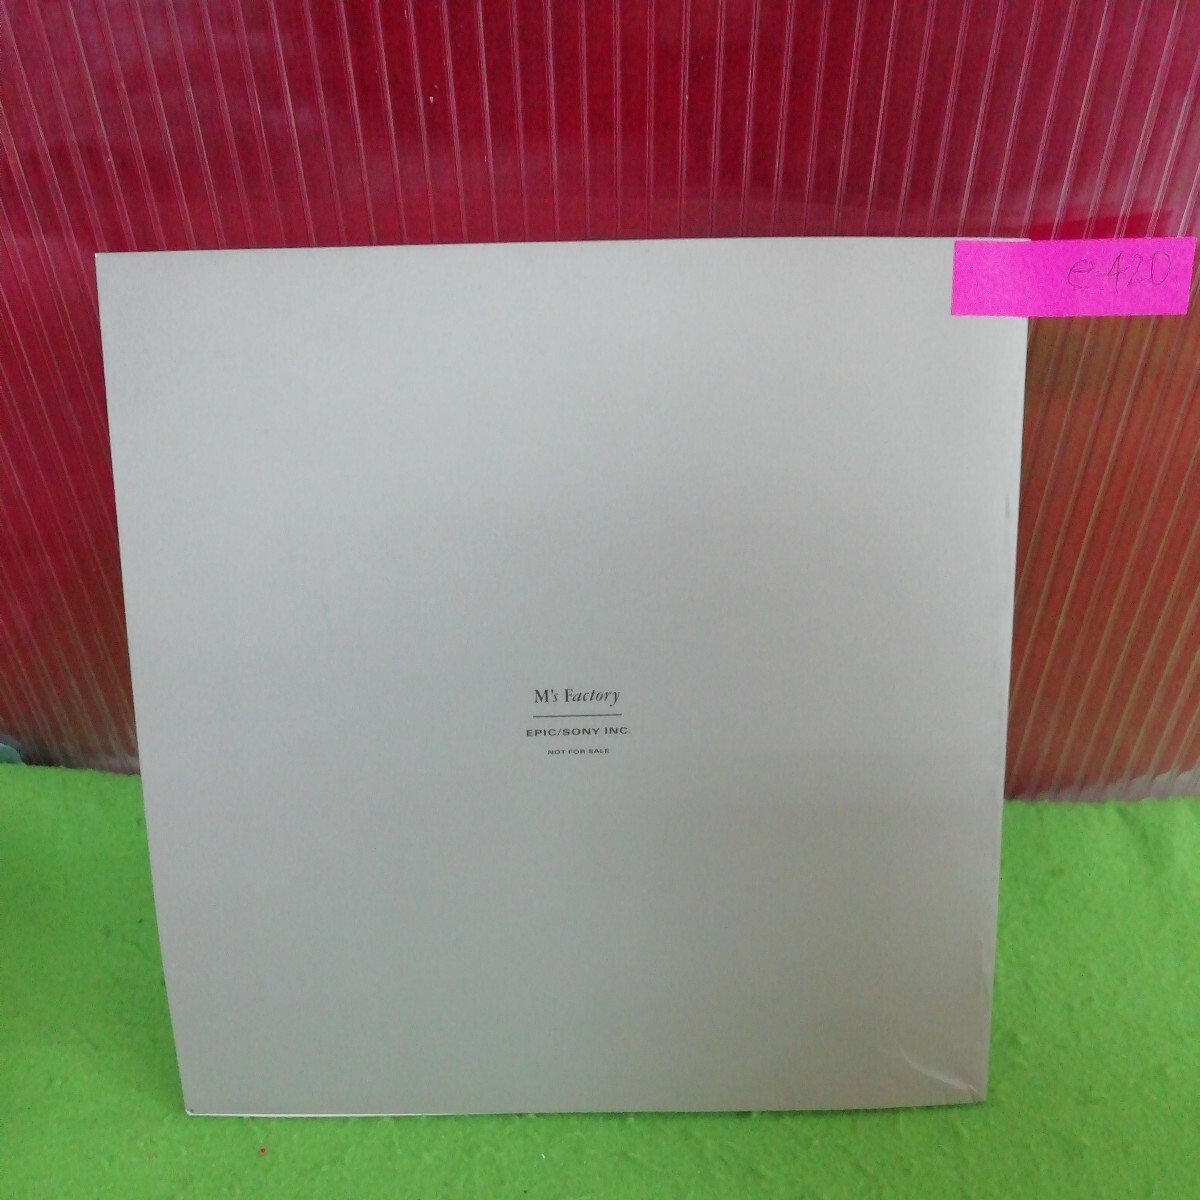 e-420
M's Factory
EPIC/SONY INC.
NOT FOR SALE